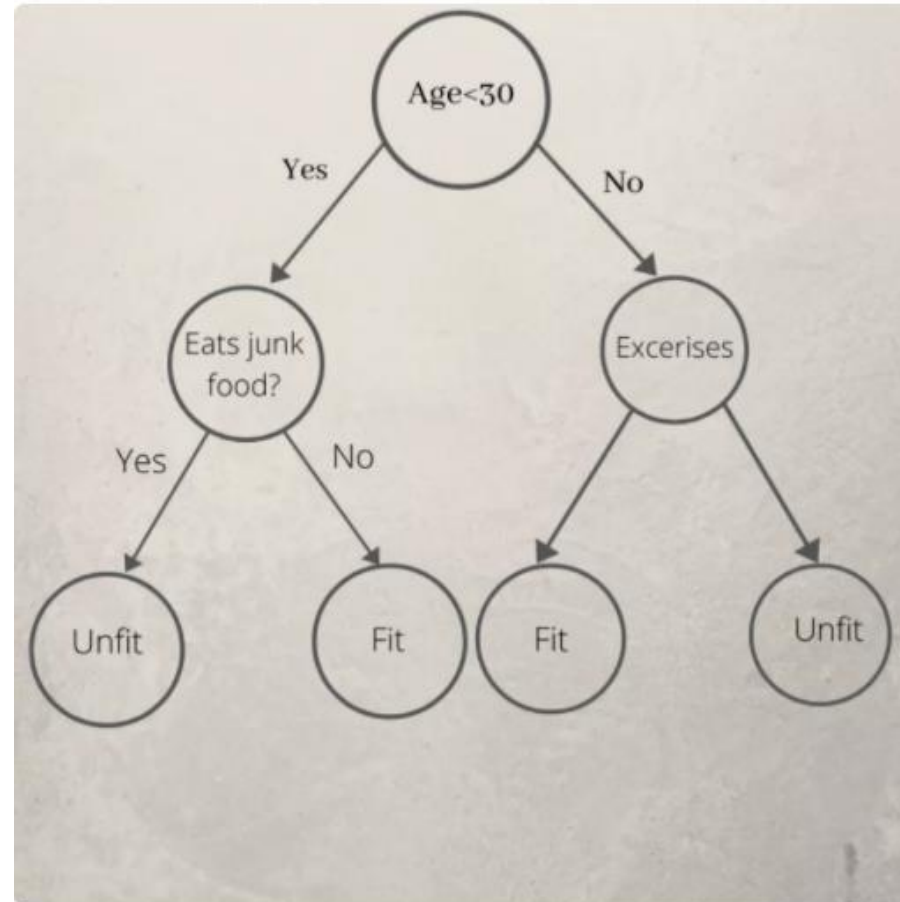 Age<30
Yes
No
Eats junk
food?
Excerises
Yes
No
Unfit
Fit
Fit
Unfit